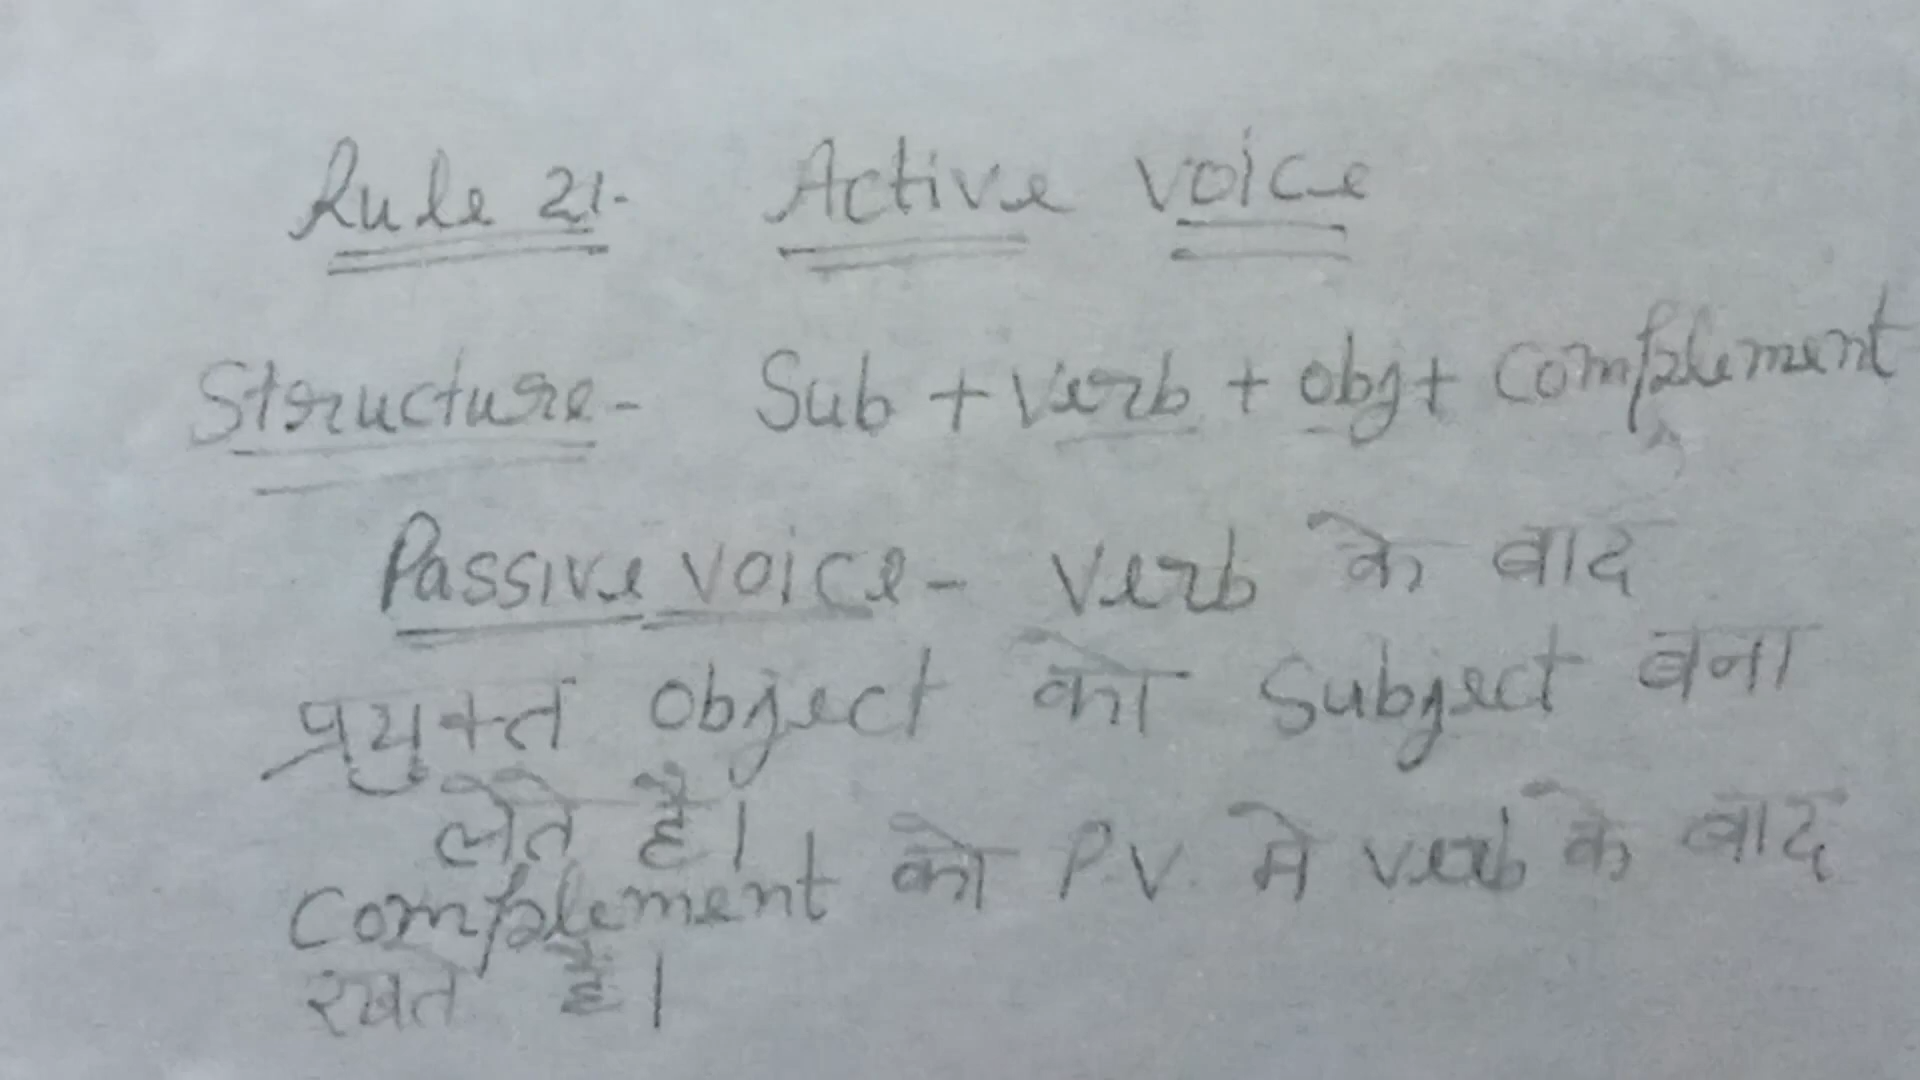 Rule 21. Active voice
Structure- Sub + verb + obj + complement
Passive voice- verb के बाद
प्रयुक्त object को Subject बना
लेते है।
complement को P.V. मे verb के बाद
रखते है।